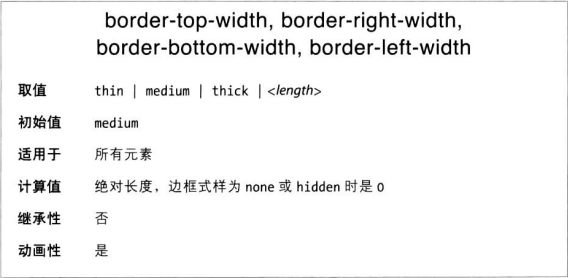 border-top-width, border-right-width,
border-bottom-width, border-left-width
取值 thin | medium | thick | <length>
初始值 medium
适用于 所有元素
计算值 绝对长度，边框式样为 none 或 hidden 时是 0
继承性 否
动画性 是